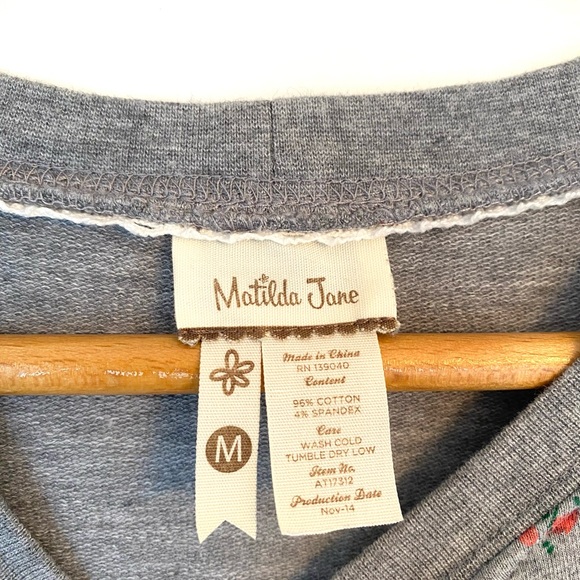 Matilda Jane
M
Made in China
RN 139040
Content
96% COTTON
4% SPANDEX
Care
WASH COLD
TUMBLE DRY LOW
Item No.
AT17312
Production Date
Nov-14